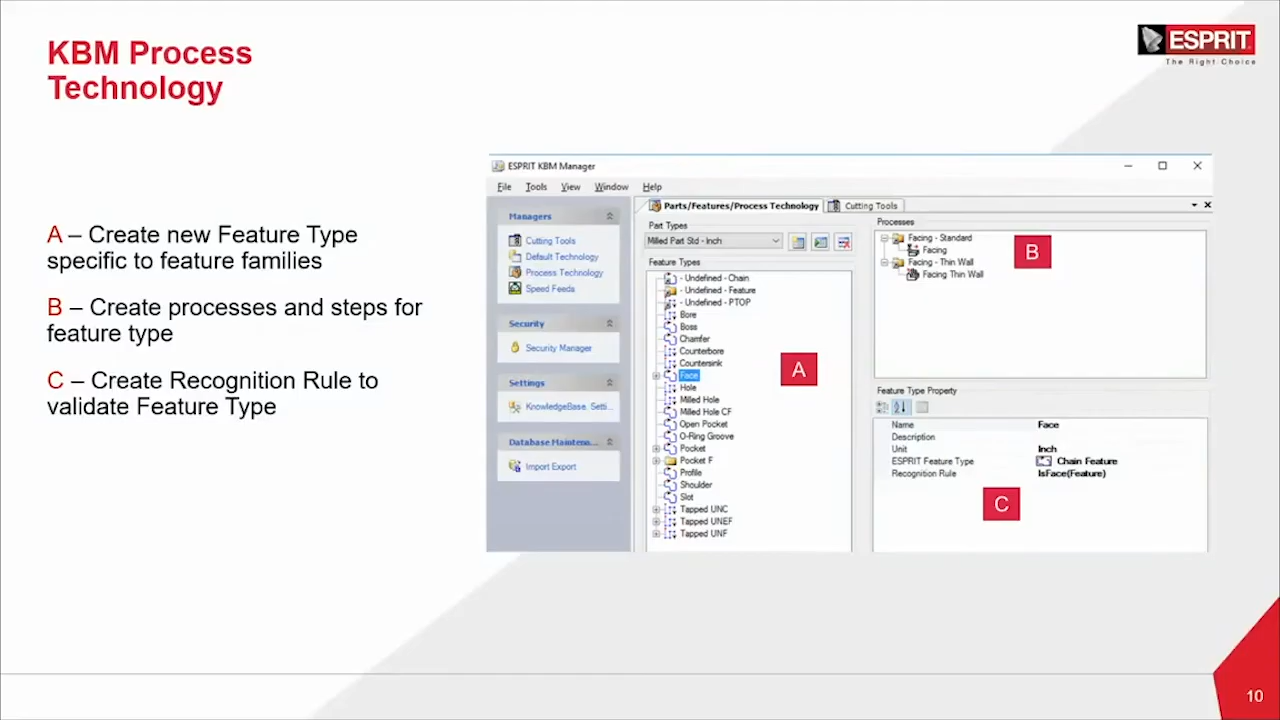 KBM Process
Technology
ESPRIT
The Right Choice
A – Create new Feature Type
specific to feature families
B – Create processes and steps for
feature type
C – Create Recognition Rule to
validate Feature Type
ESPRIT KBM Manager
File Tools View Window Help
Managers
Cutting Tools
Default Technology
Process Technology
Speed Feeds
Security
Security Manager
Settings
KnowledgeBase. Setti...
Database Maintena...
Import Export
Parts/Features/Process Technology
Cutting Tools
Part Types
Milled Part Std - Inch
Feature Types
- Undefined - Chain
- Undefined - Feature
- Undefined - PTOP
Bore
Boss
Chamfer
Counterbore
Countersink
Face
Hole
Milled Hole
Milled Hole CF
Open Pocket
O-Ring Groove
Pocket
Pocket F
Profile
Shoulder
Slot
Tapped UNC
Tapped UNEF
Tapped UNF
A
Processes
Facing - Standard
Facing
Facing - Thin Wall
Facing Thin Wall
B
Feature Type Property
Name Face
Description
Unit Inch
ESPRIT Feature Type Chain Feature
Recognition Rule IsFace(Feature)
C
10